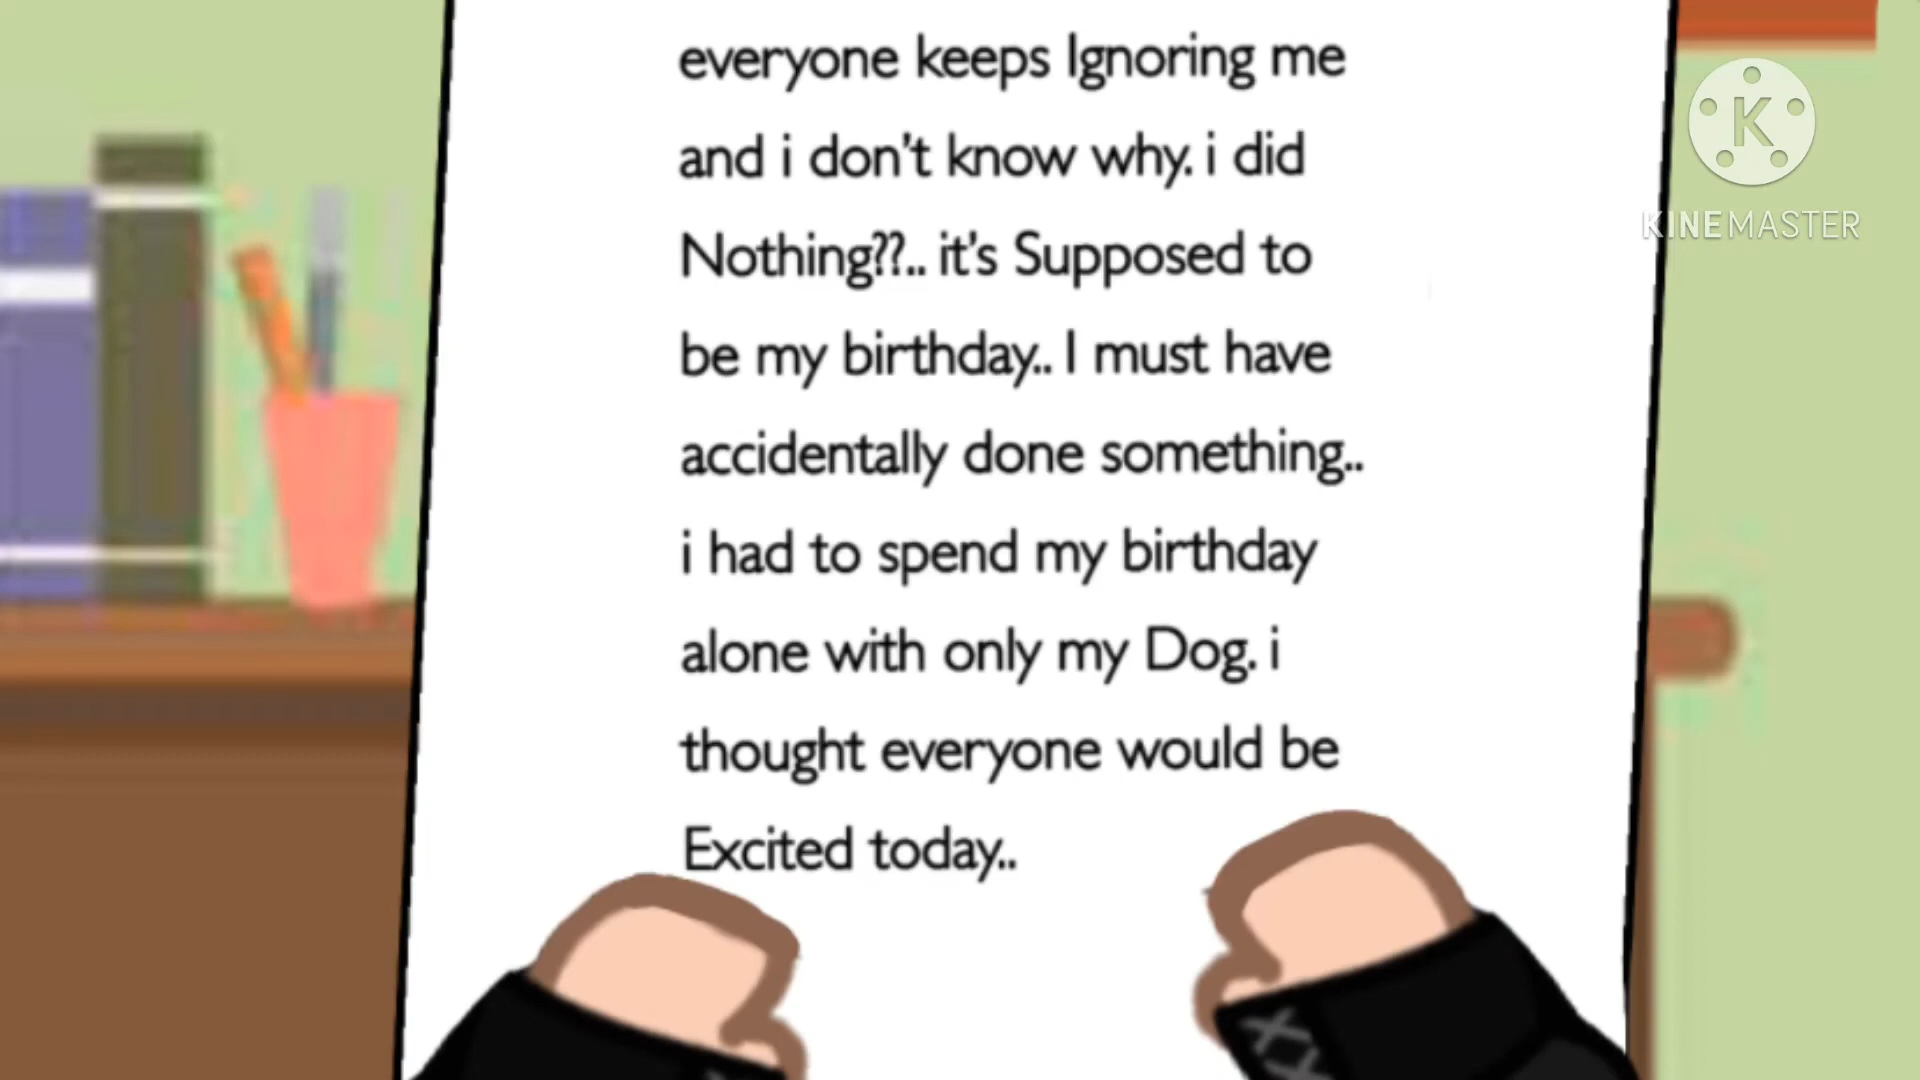 everyone keeps Ignoring me
and i don't know why. i did
Nothing??.. it's Supposed to
be my birthday.. I must have
accidentally done something..
i had to spend my birthday
alone with only my Dog. i
thought everyone would be
Excited today..
K
KINEMASTER